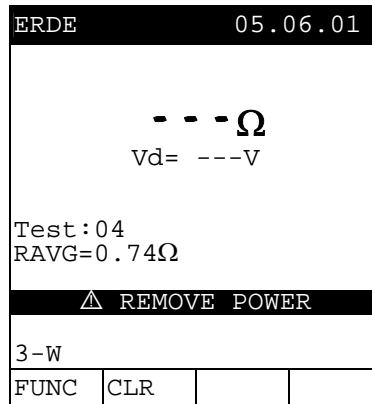 ERDE 05.06.01
- - -Ω
Vd= ---V
Test:04
RAVG=0.74Ω
⚠ REMOVE POWER
3-W
FUNC CLR